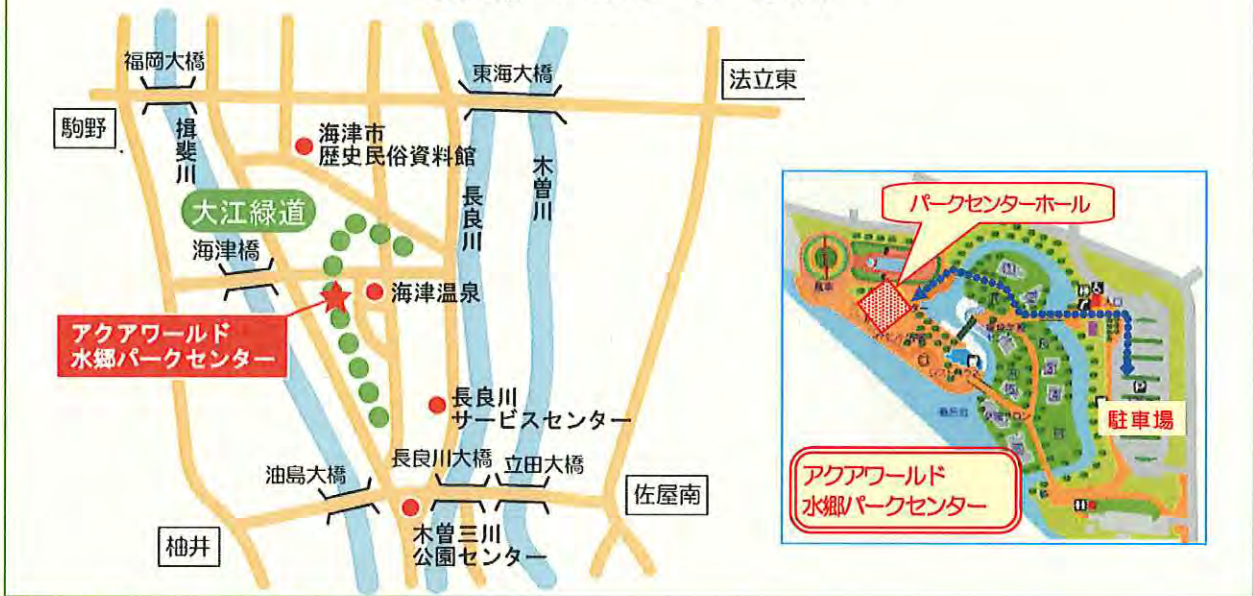 福岡大橋
東海大橋
法立東
駒野
揖斐川
海津市
歴史民俗資料館
木曽川
長良川
大江緑道
海津橋
海津温泉
アクアワールド
水郷パークセンター
長良川
サービスセンター
油島大橋
長良川大橋
立田大橋
佐屋南
柚井
木曽三川
公園センター
パークセンターホール
入口
P
駐車場
アクアワールド
水郷パークセンター